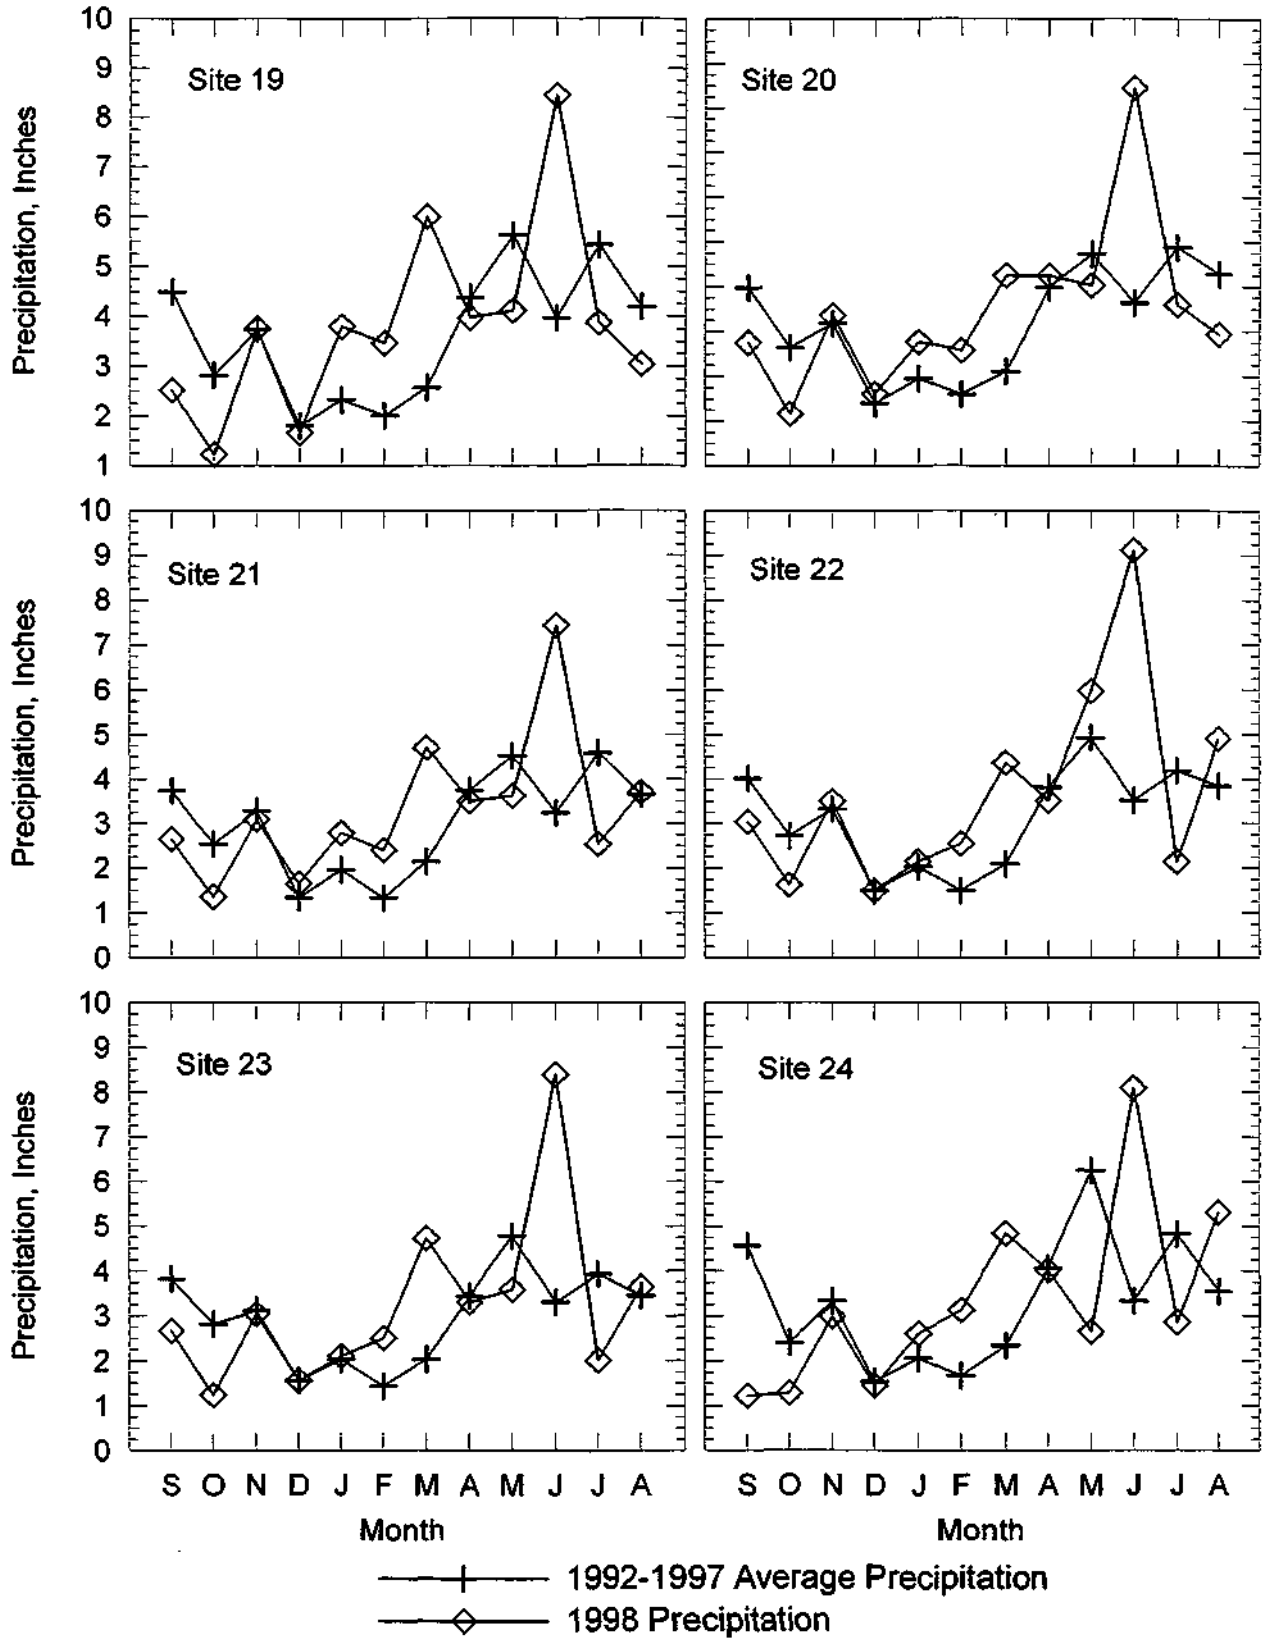 10
9
8
7
6
5
4
3
2
1
Precipitation, Inches
Site 19
Site 20
10
9
8
7
6
5
4
3
2
1
0
Precipitation, Inches
Site 21
Site 22
10
9
8
7
6
5
4
3
2
1
0
Precipitation, Inches
Site 23
Site 24
S O N D J F M A M J J A
S O N D J F M A M J J A
Month
Month
1992-1997 Average Precipitation
1998 Precipitation